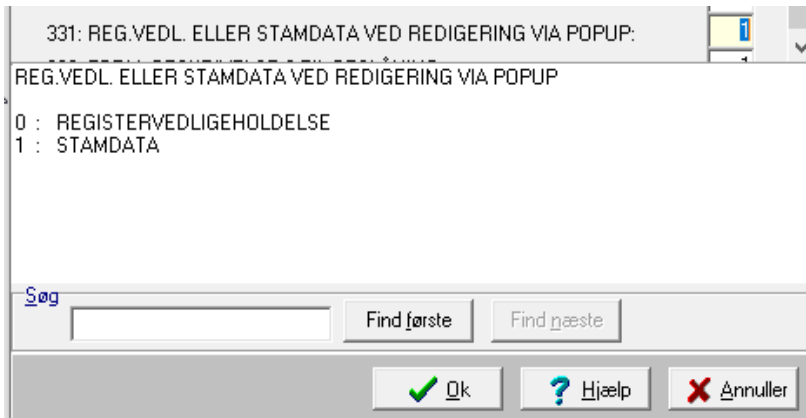 331: REG.VEDL. ELLER STAMDATA VED REDIGERING VIA POPUP: 1
REG.VEDL. ELLER STAMDATA VED REDIGERING VIA POPUP
0 : REGISTERVEDLIGEHOLDELSE
1 : STAMDATA
Søg
Find første Find næste
Ok Hjælp Annuller